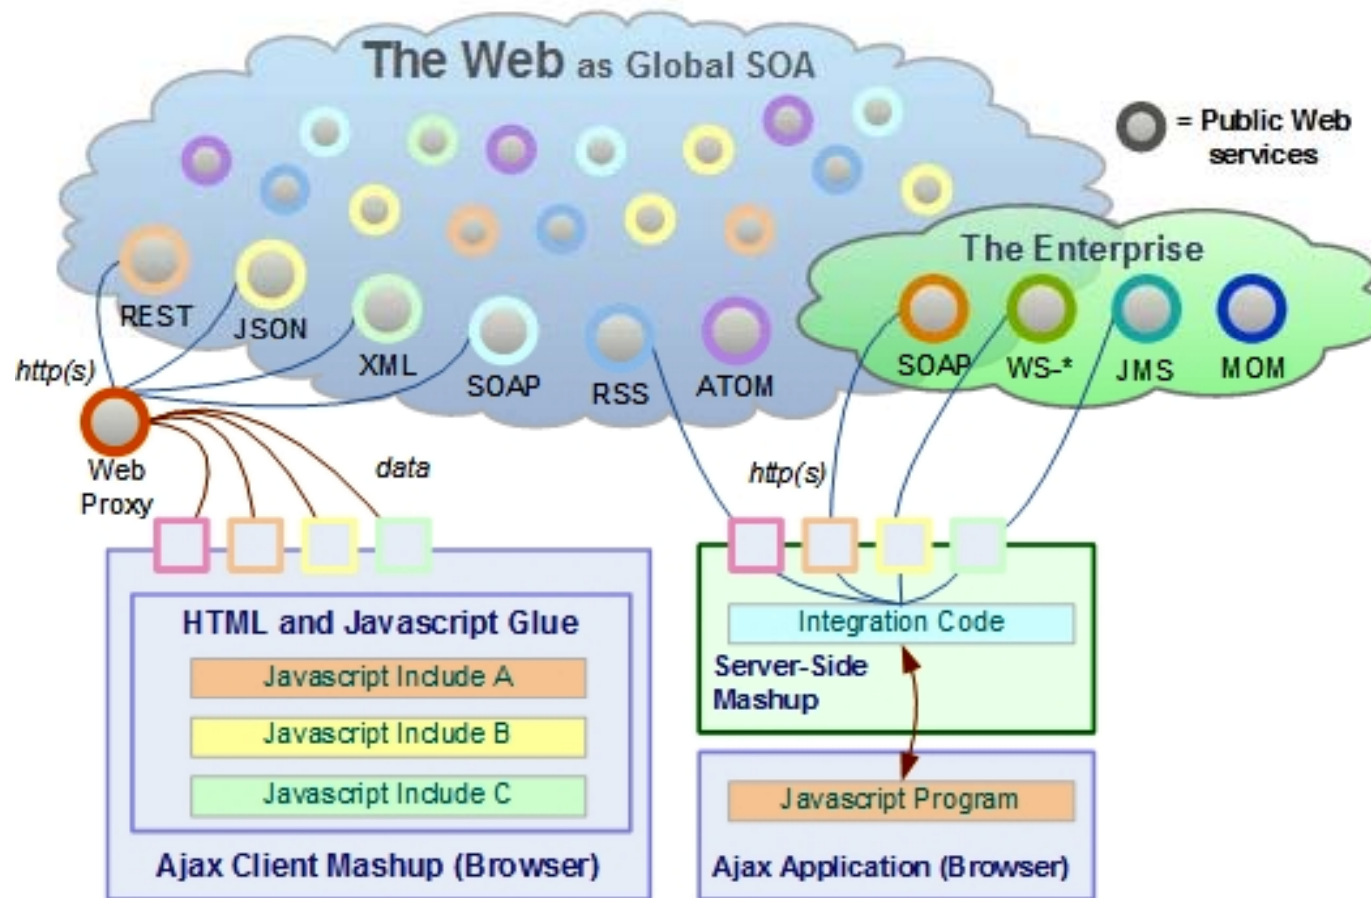 The Web as Global SOA
= Public Web
services
The Enterprise
REST
JSON
XML
SOAP
RSS
ATOM
SOAP
WS-*
JMS
MOM
http(s)
Web
Proxy
data
http(s)
HTML and Javascript Glue
Javascript Include A
Javascript Include B
Javascript Include C
Ajax Client Mashup (Browser)
Integration Code
Server-Side
Mashup
Javascript Program
Ajax Application (Browser)